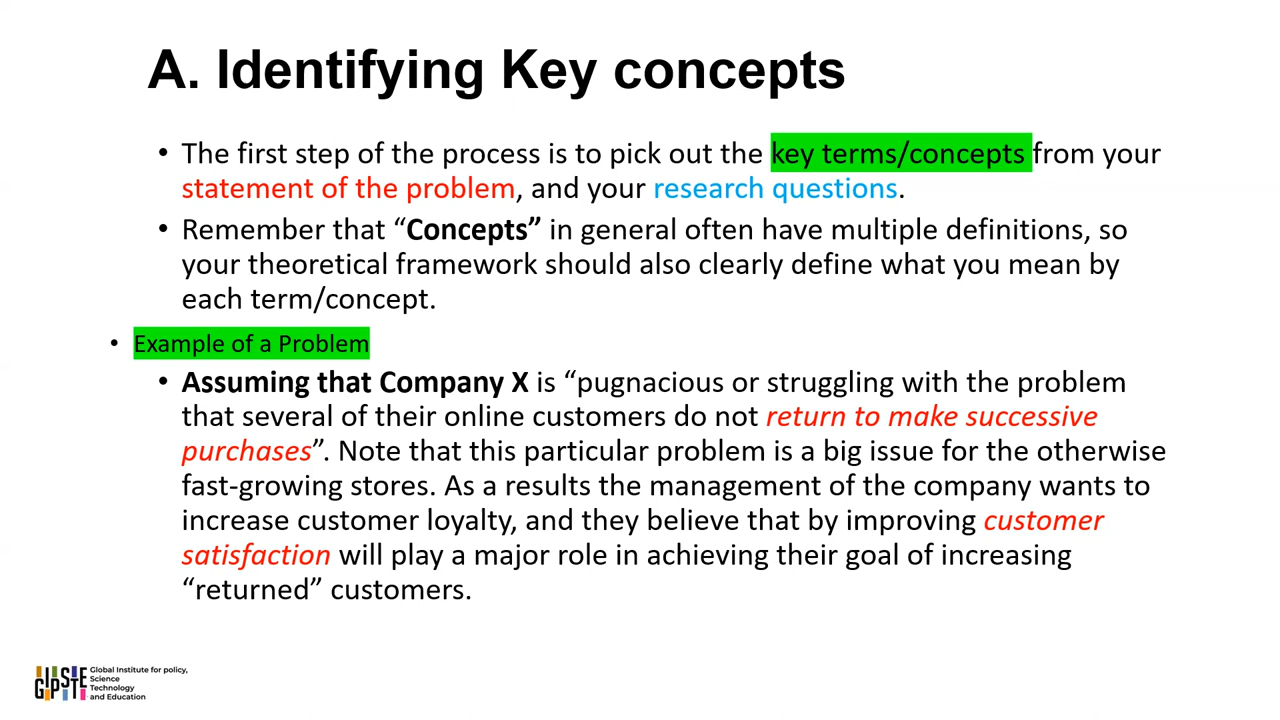 A. Identifying Key concepts
• The first step of the process is to pick out the key terms/concepts from your
statement of the problem, and your research questions.
• Remember that “Concepts” in general often have multiple definitions, so
your theoretical framework should also clearly define what you mean by
each term/concept.
• Example of a Problem
• Assuming that Company X is “pugnacious or struggling with the problem
that several of their online customers do not return to make successive
purchases”. Note that this particular problem is a big issue for the otherwise
fast-growing stores. As a results the management of the company wants to
increase customer loyalty, and they believe that by improving customer
satisfaction will play a major role in achieving their goal of increasing
“returned” customers.
GIPSTE
Global Institute for policy,
Science
Technology
and Education